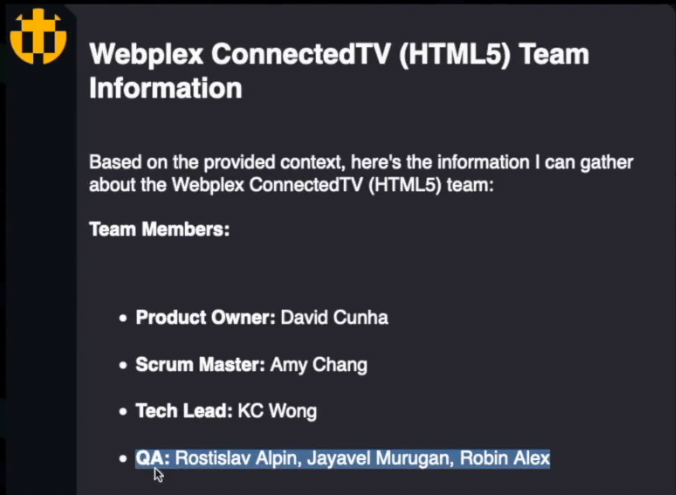 Webplex ConnectedTV (HTML5) Team
Information
Based on the provided context, here's the information I can gather
about the Webplex ConnectedTV (HTML5) team:
Team Members:
• Product Owner: David Cunha
• Scrum Master: Amy Chang
• Tech Lead: KC Wong
• QA: Rostislav Alpin, Jayavel Murugan, Robin Alex